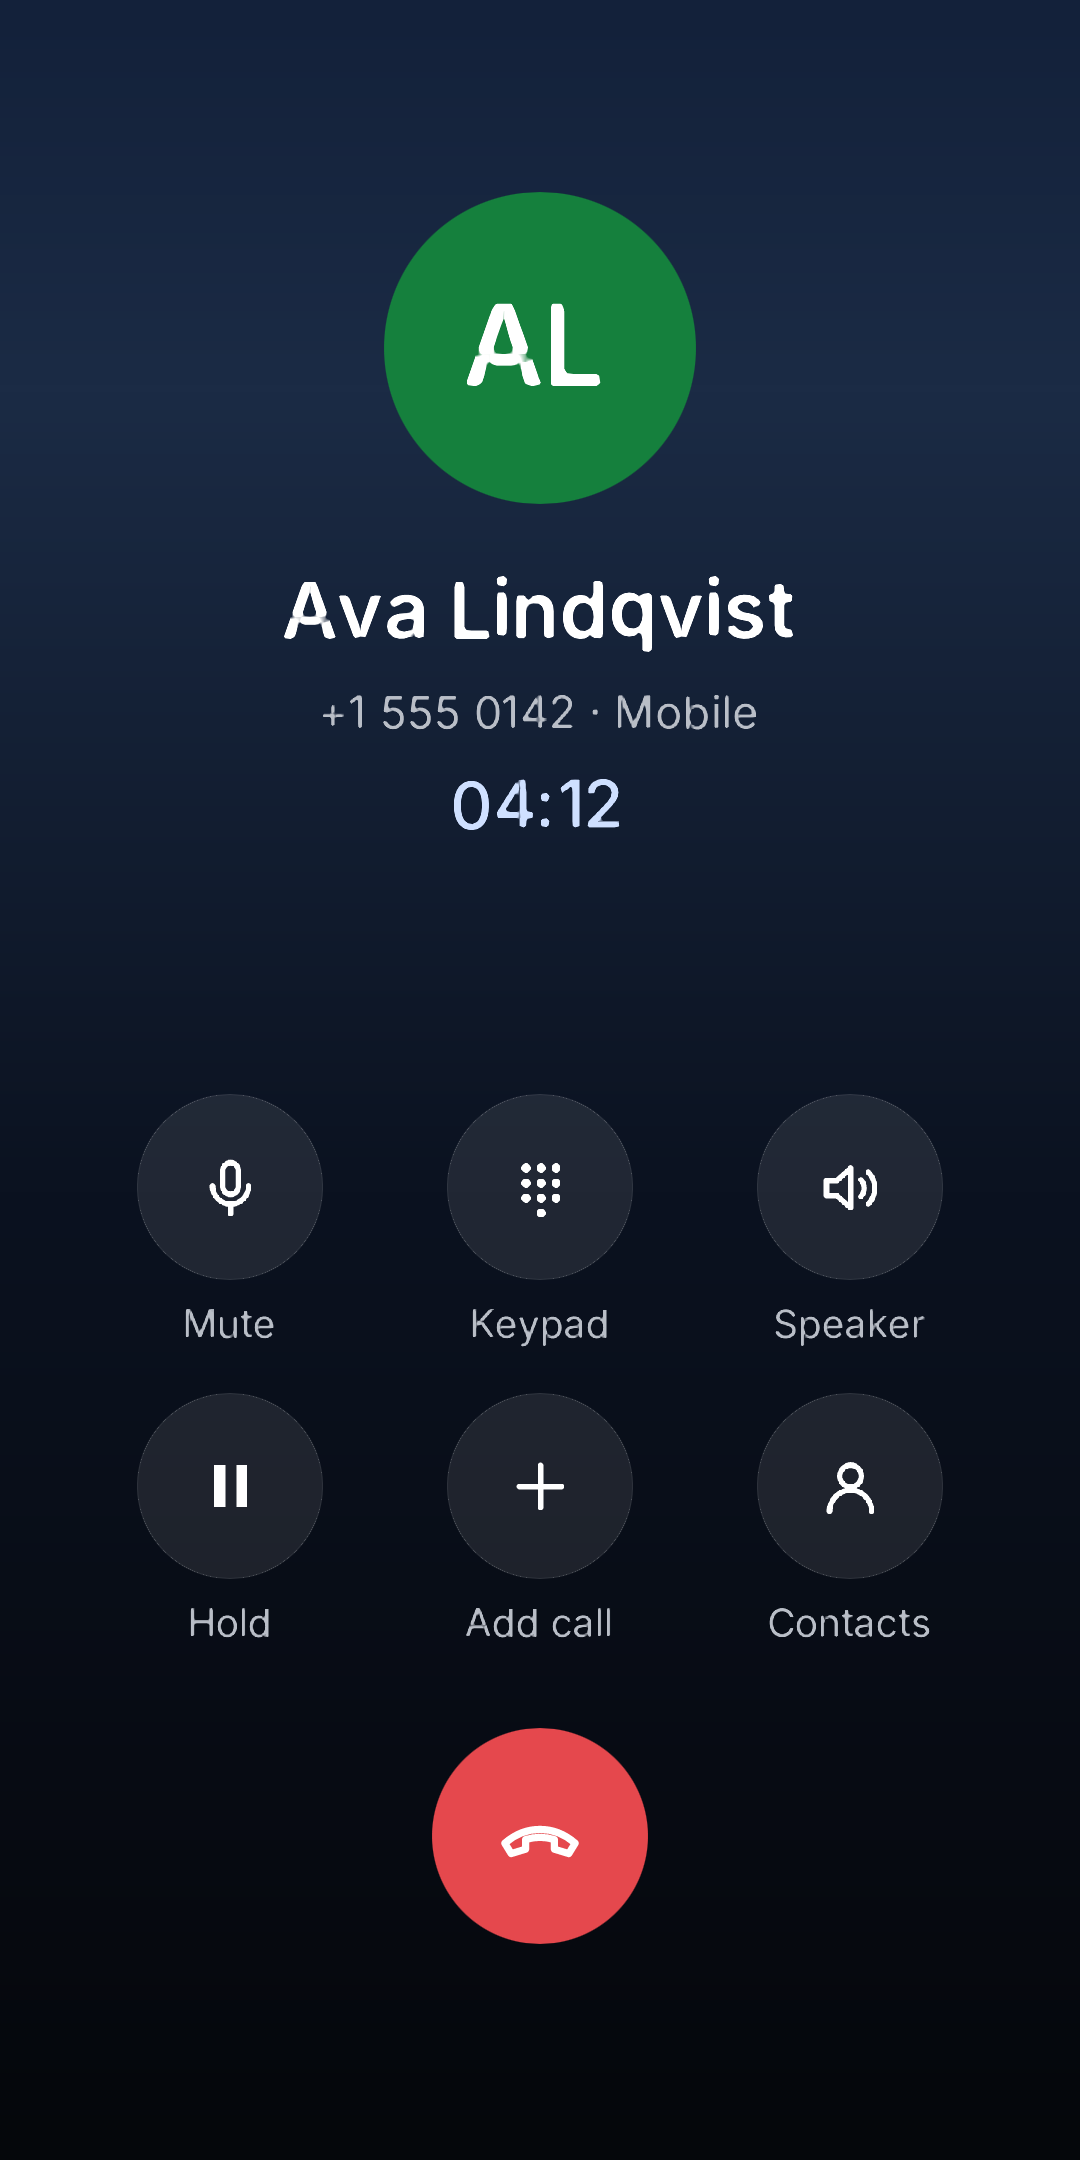 AL
Ava Lindqvist
+1 555 0142 · Mobile
04:12
Mute Keypad Speaker
Hold Add call Contacts